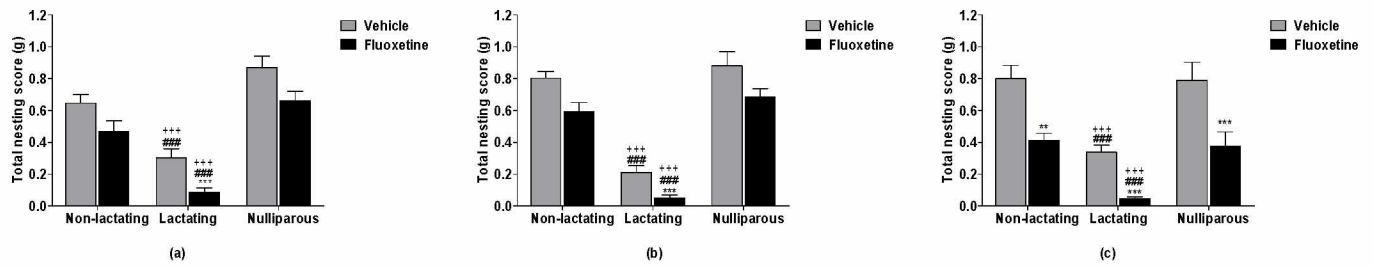 Total nesting score (g)
1.2
1.0
0.8
0.6
0.4
0.2
0.0
Vehicle
Fluoxetine
+++
###
+++
###
***
Non-lactating Lactating Nulliparous
(a)
Total nesting score (g)
1.2
1.0
0.8
0.6
0.4
0.2
0.0
Vehicle
Fluoxetine
+++
###
+++
###
***
Non-lactating Lactating Nulliparous
(b)
Total nesting score (g)
1.2
1.0
0.8
0.6
0.4
0.2
0.0
Vehicle
Fluoxetine
**
+++
###
+++
###
***
***
Non-lactating Lactating Nulliparous
(c)